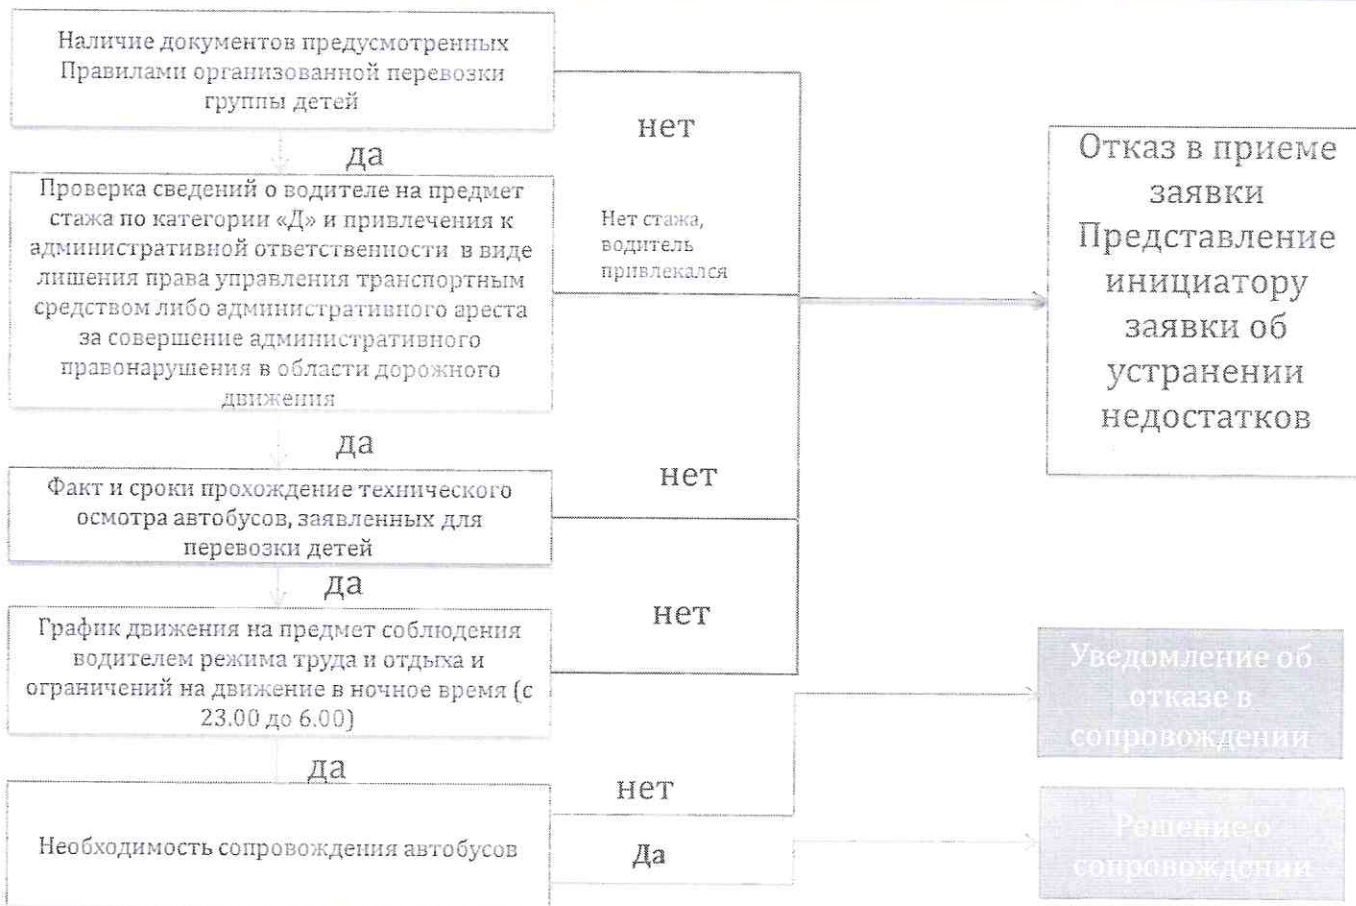 Наличие документов предусмотренных
Правилами организованной перевозки
группы детей
нет
да
Проверка сведений о водителе на предмет
стажа по категории «Д» и привлечения к
административной ответственности в виде
лишения права управления транспортным
средством либо административного ареста
за совершение административного
правонарушения в области дорожного
движения
Нет стажа,
водитель
привлекался
Отказ в приеме
заявки
Представление
инициатору
заявки об
устранении
недостатков
да
Факт и сроки прохождение технического
осмотра автобусов, заявленных для
перевозки детей
нет
да
График движения на предмет соблюдения
водителем режима труда и отдыха и
ограничений на движение в ночное время (с
23.00 до 6.00)
нет
да
Необходимость сопровождения автобусов
нет
Уведомление об
отказе в
сопровождении
Да
Решение о
сопровождении